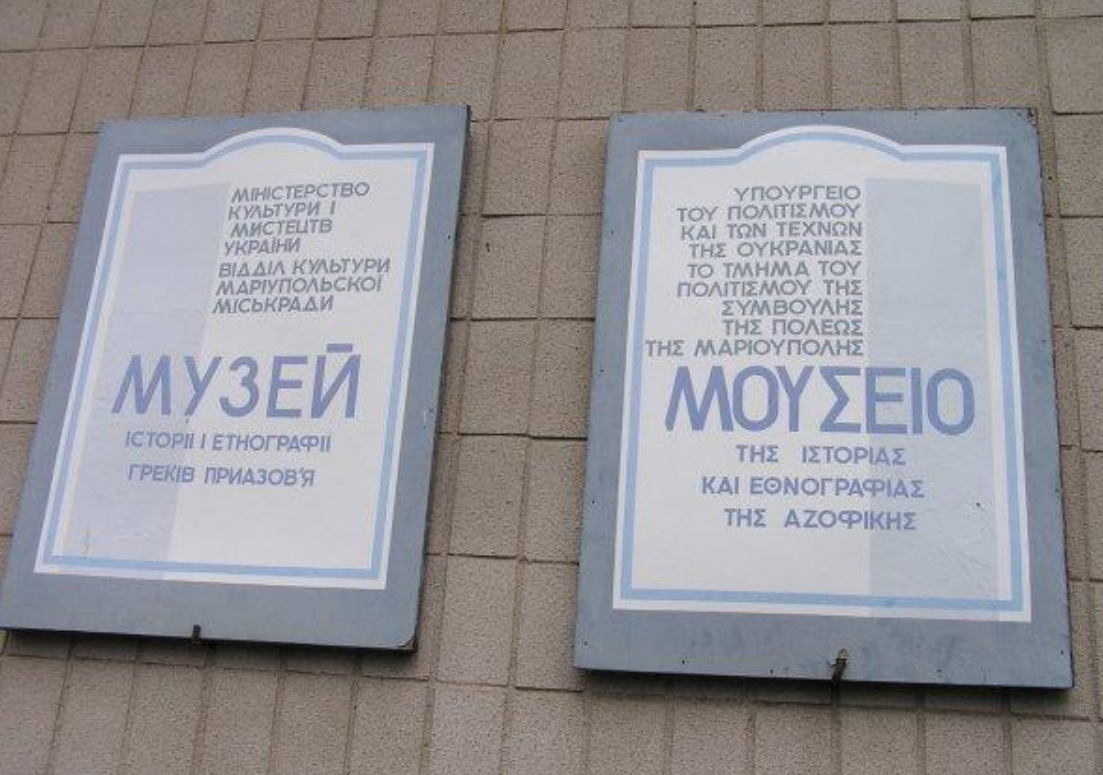 МІНІСТЕРСТВО
КУЛЬТУРИ І
МИСТЕЦТВ
УКРАЇНИ
ВІДДІЛ КУЛЬТУРИ
МАРІУПОЛЬСКОЇ
МІСЬКРАДИ
МУЗЕЙ
ІСТОРІЇ І ЕТНОГРАФІЇ
ГРЕКІВ ПРИАЗОВ'Я
ΥΠΟΥΡΓΕΙΟ
ΤΟΥ ΠΟΛΙΤΙΣΜΟΥ
ΚΑΙ ΤΩΝ ΤΕΧΝΩΝ
ΤΗΣ ΟΥΚΡΑΝΙΑΣ
ΤΟ ΤΜΗΜΑ ΤΟΥ
ΠΟΛΙΤΙΣΜΟΥ ΤΗΣ
ΣΥΜΒΟΥΛΗΣ
ΤΗΣ ΠΟΛΕΩΣ
ΤΗΣ ΜΑΡΙΟΥΠΟΛΗΣ
ΜΟΥΣΕΙΟ
ΤΗΣ ΙΣΤΟΡΙΑΣ
ΚΑΙ ΕΘΝΟΓΡΑΦΙΑΣ
ΤΗΣ ΑΖΟΦΙΚΗΣ